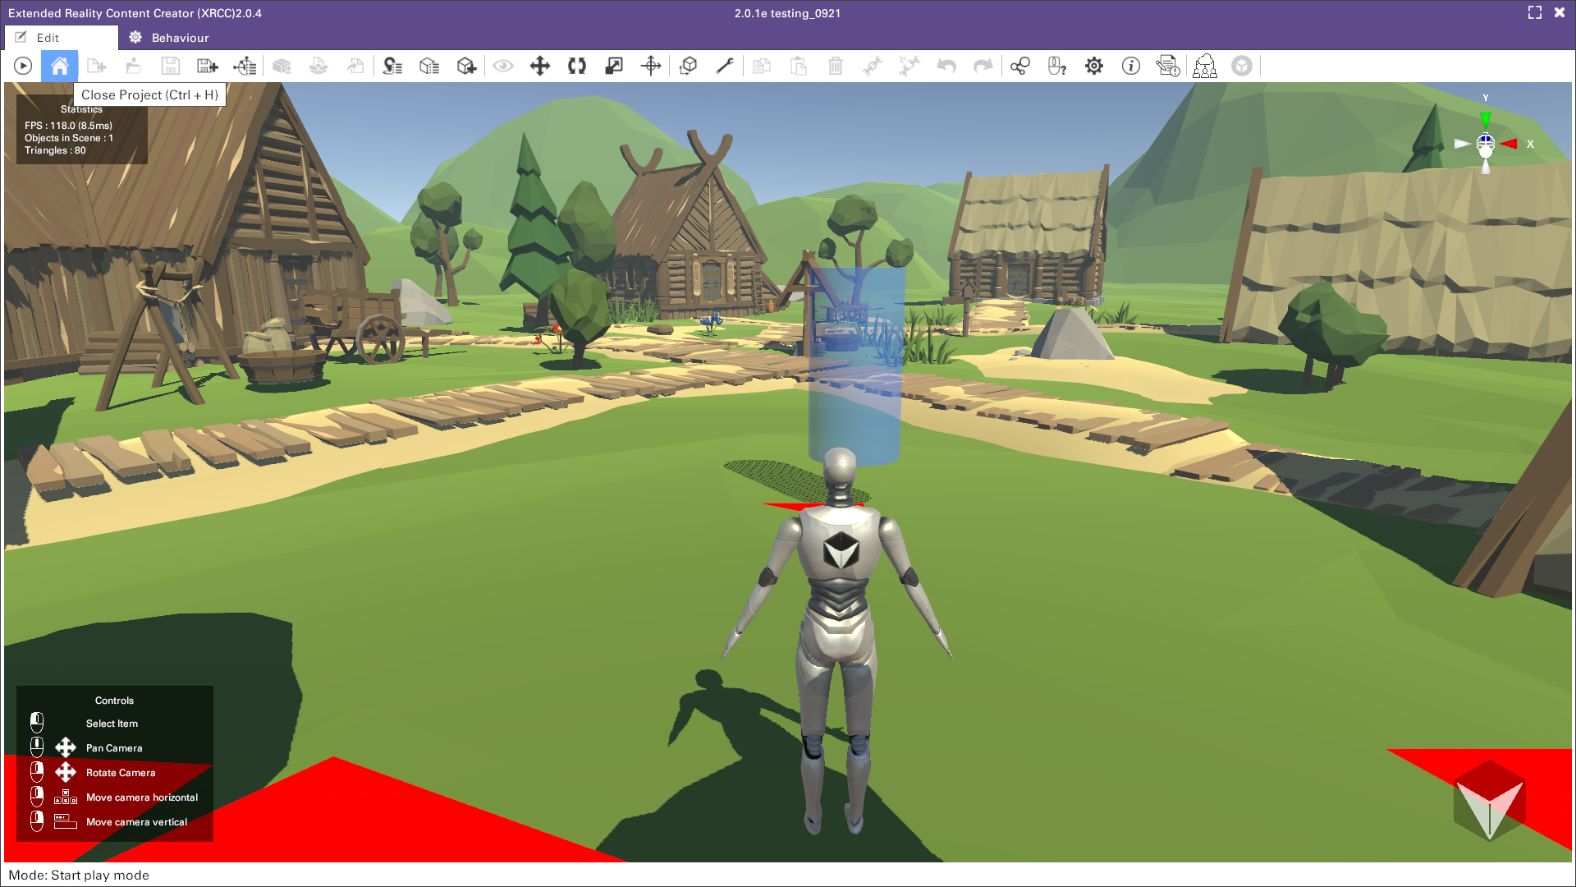 Extended Reality Content Creator (XRCC)2.0.4
2.0.1e testing_0921
Edit
Behaviour
Close Project (Ctrl + H)
Statistics
FPS : 118.0 (8.5ms)
Objects in Scene : 1
Triangles : 80
Y
X
Controls
Select Item
Pan Camera
Rotate Camera
Move camera horizontal
Move camera vertical
Mode: Start play mode